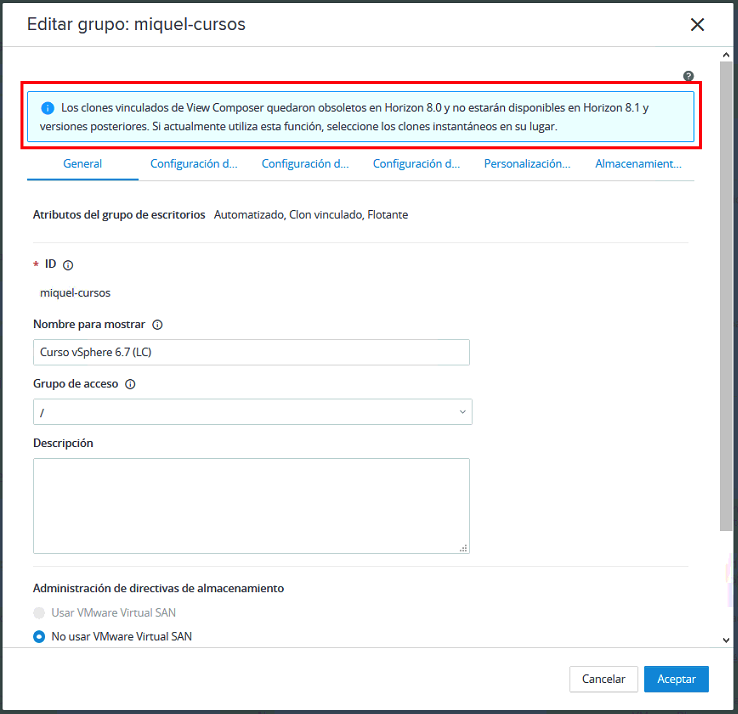 Editar grupo: miquel-cursos
Los clones vinculados de View Composer quedaron obsoletos en Horizon 8.0 y no estarán disponibles en Horizon 8.1 y
versiones posteriores. Si actualmente utiliza esta función, seleccione los clones instantáneos en su lugar.
General Configuración d... Configuración d... Configuración d... Personalización... Almacenamient...
Atributos del grupo de escritorios Automatizado, Clon vinculado, Flotante
* ID
miquel-cursos
Nombre para mostrar
Curso vSphere 6.7 (LC)
Grupo de acceso
/
Descripción
Administración de directivas de almacenamiento
Usar VMware Virtual SAN
No usar VMware Virtual SAN
Cancelar Aceptar